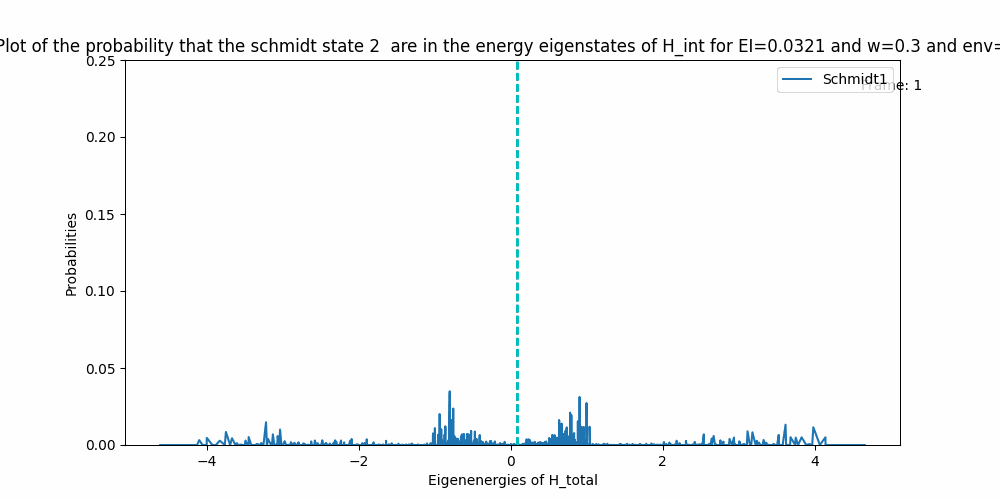 Plot of the probability that the schmidt state 2  are in the energy eigenstates of H_int for EI=0.0321 and w=0.3 and env=
Schmidt1
Frame: 1
0.25
0.20
0.15
0.10
0.05
0.00
Probabilities
−4
−2
0
2
4
Eigenenergies of H_total